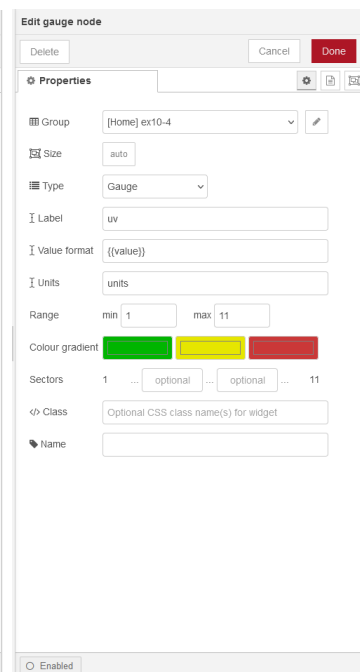 Edit gauge node
Delete Cancel Done
Properties
Group [Home] ex10-4
Size auto
Type Gauge
Label uv
Value format {{value}}
Units units
Range min 1 max 11
Colour gradient
Sectors 1 ... optional ... optional ... 11
</> Class Optional CSS class name(s) for widget
Name
Enabled